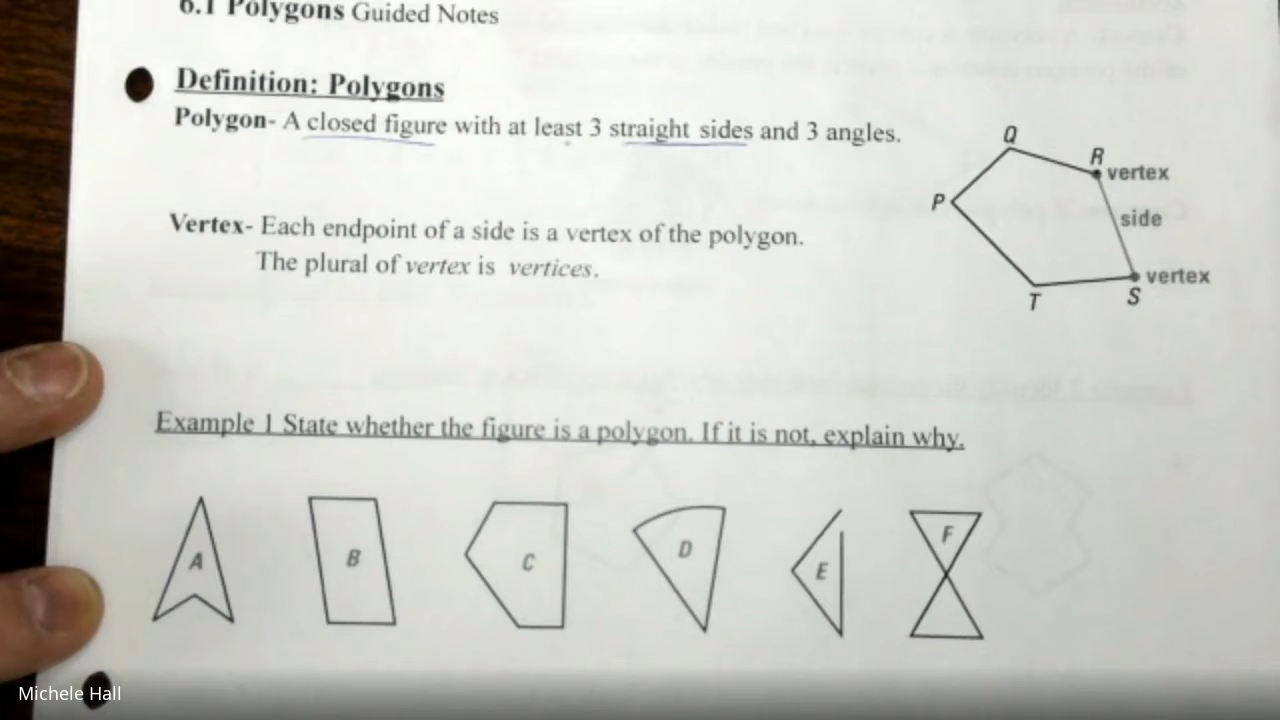 6.1 Polygons Guided Notes
Definition: Polygons
Polygon- A closed figure with at least 3 straight sides and 3 angles.
Vertex- Each endpoint of a side is a vertex of the polygon.
The plural of vertex is vertices.
Q
R
vertex
P
side
vertex
T
S
Example 1 State whether the figure is a polygon. If it is not, explain why.
A B C D E F
Michele Hall